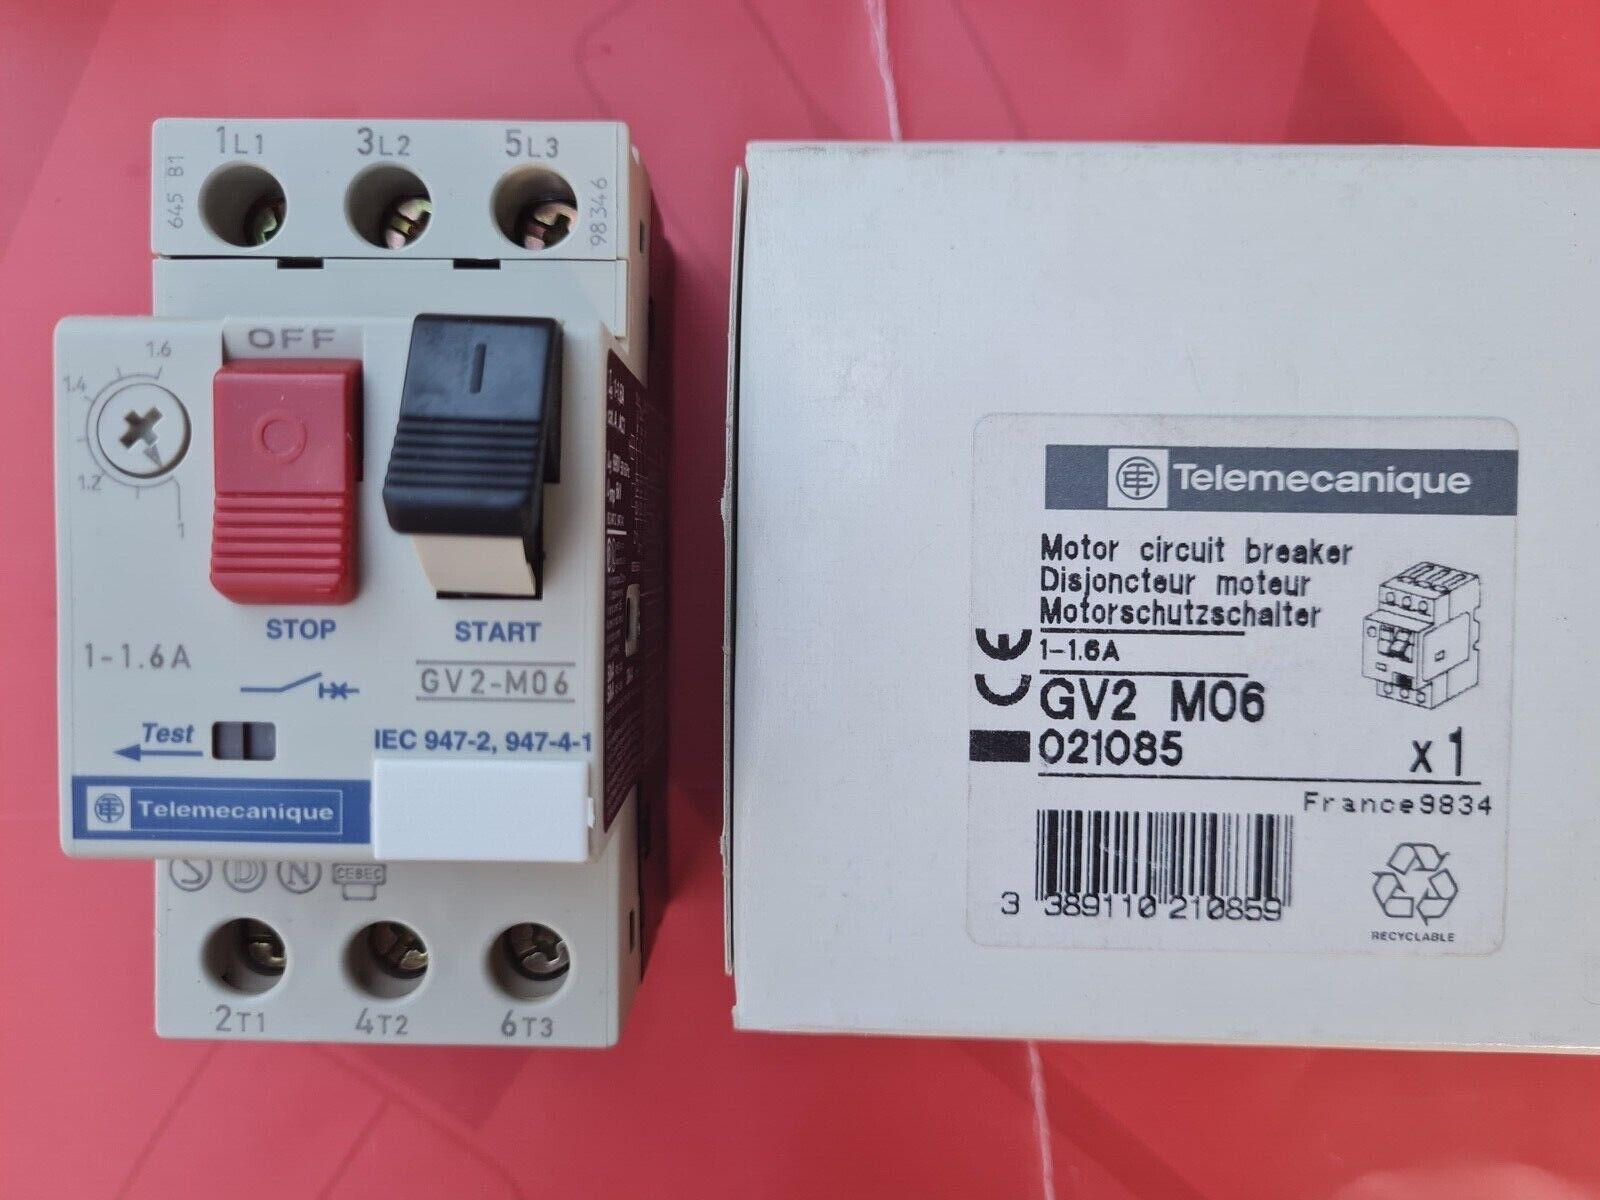 1L1 3L2 5L3
645 B1
98346
OFF
1.6
1.4
1.2
1
STOP START
1-1.6A
GV2-M06
Test
IEC 947-2, 947-4-1
Telemecanique
S D N CEBEC
2T1 4T2 6T3
Telemecanique
Motor circuit breaker
Disjoncteur moteur
Motorschutzschalter
1-1.6A
GV2 M06
021085 x1
France9834
3 389110 210859
RECYCLABLE